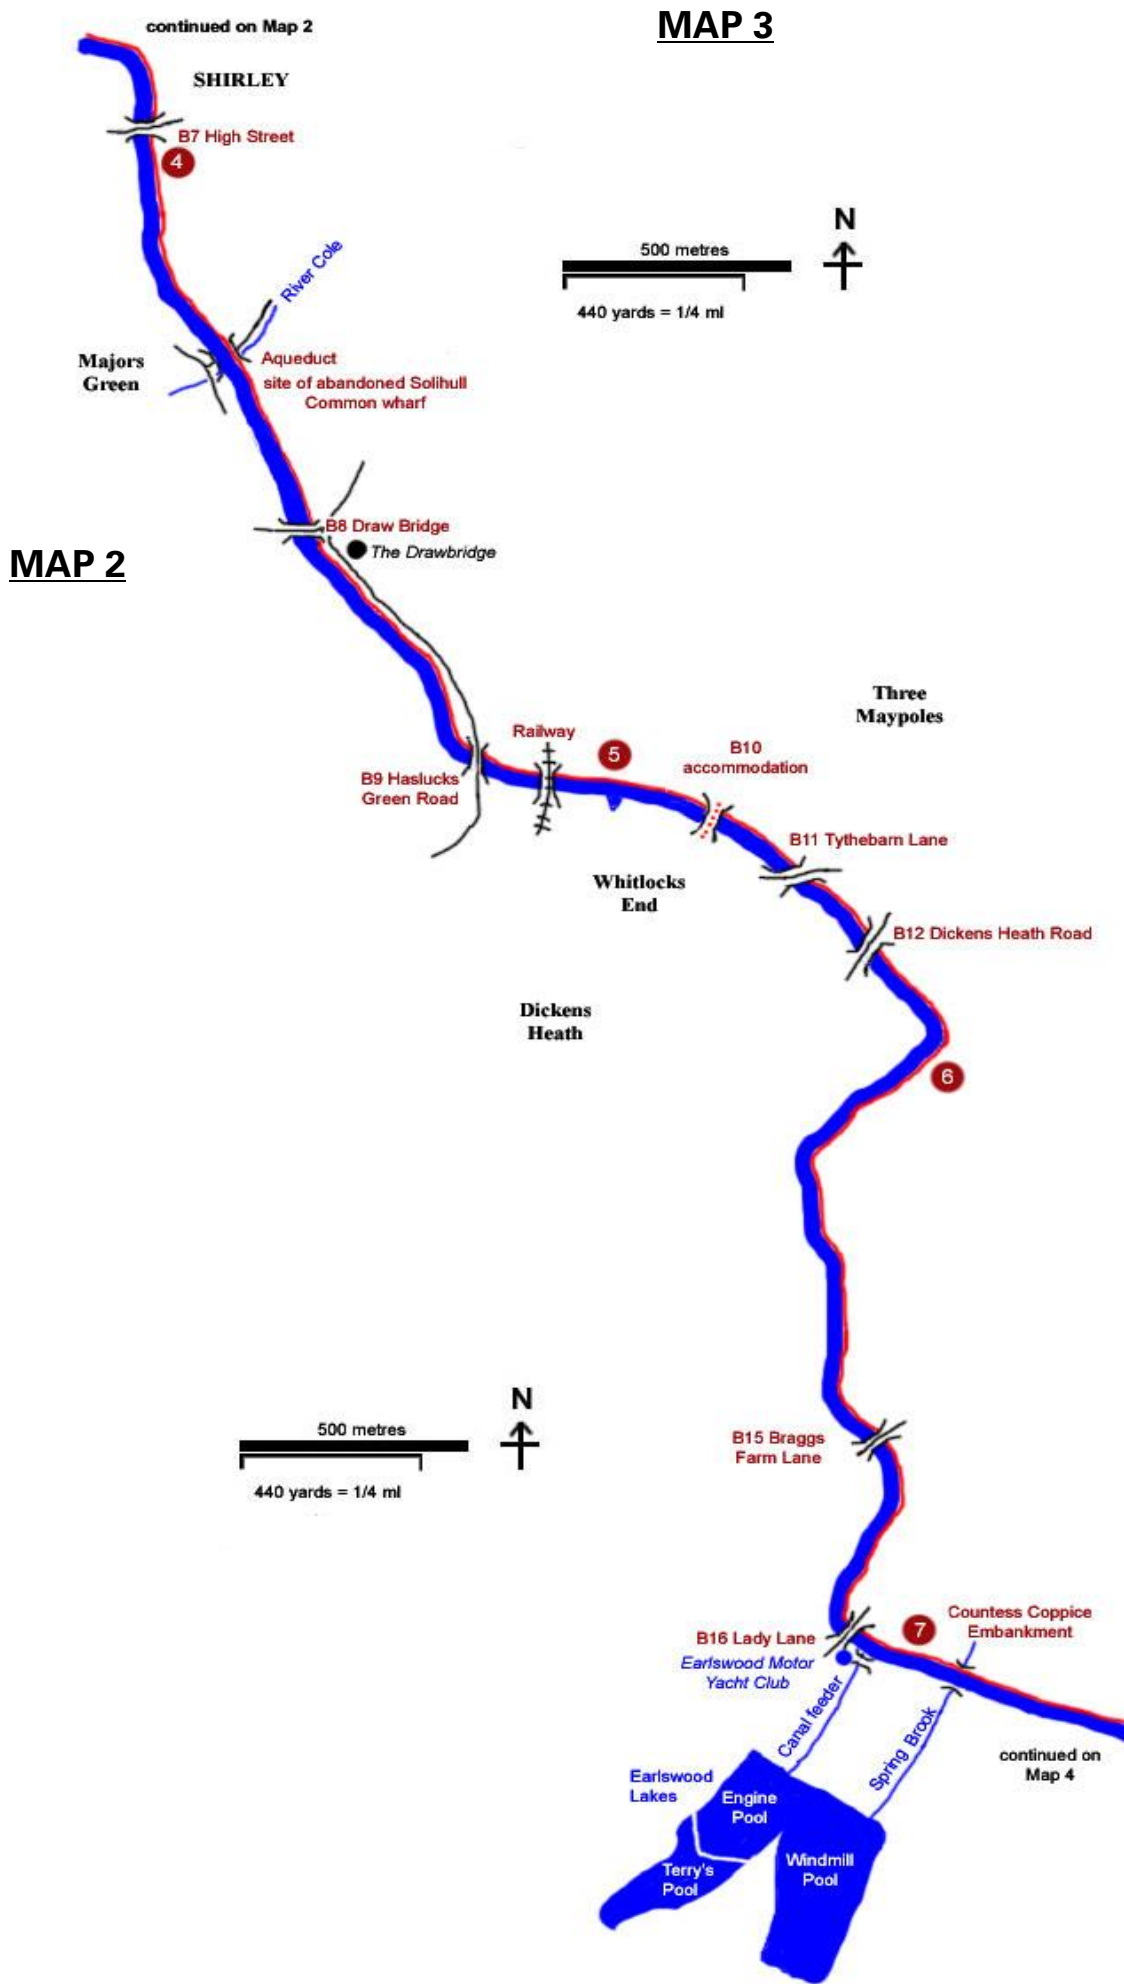 MAP 3
continued on Map 2
SHIRLEY
B7 High Street
4
N
500 metres
440 yards = 1/4 ml
River Cole
Majors
Green
Aqueduct
site of abandoned Solihull
Common wharf
B8 Draw Bridge
The Drawbridge
MAP 2
Three
Maypoles
Railway
5
B10
accommodation
B9 Haslucks
Green Road
B11 Tythebarn Lane
Whitlocks
End
B12 Dickens Heath Road
Dickens
Heath
6
N
500 metres
440 yards = 1/4 ml
B15 Braggs
Farm Lane
7
Countess Coppice
Embankment
B16 Lady Lane
Earlswood Motor
Yacht Club
Canal feeder
Spring Brook
continued on
Map 4
Earlswood
Lakes
Engine
Pool
Windmill
Pool
Terry's
Pool